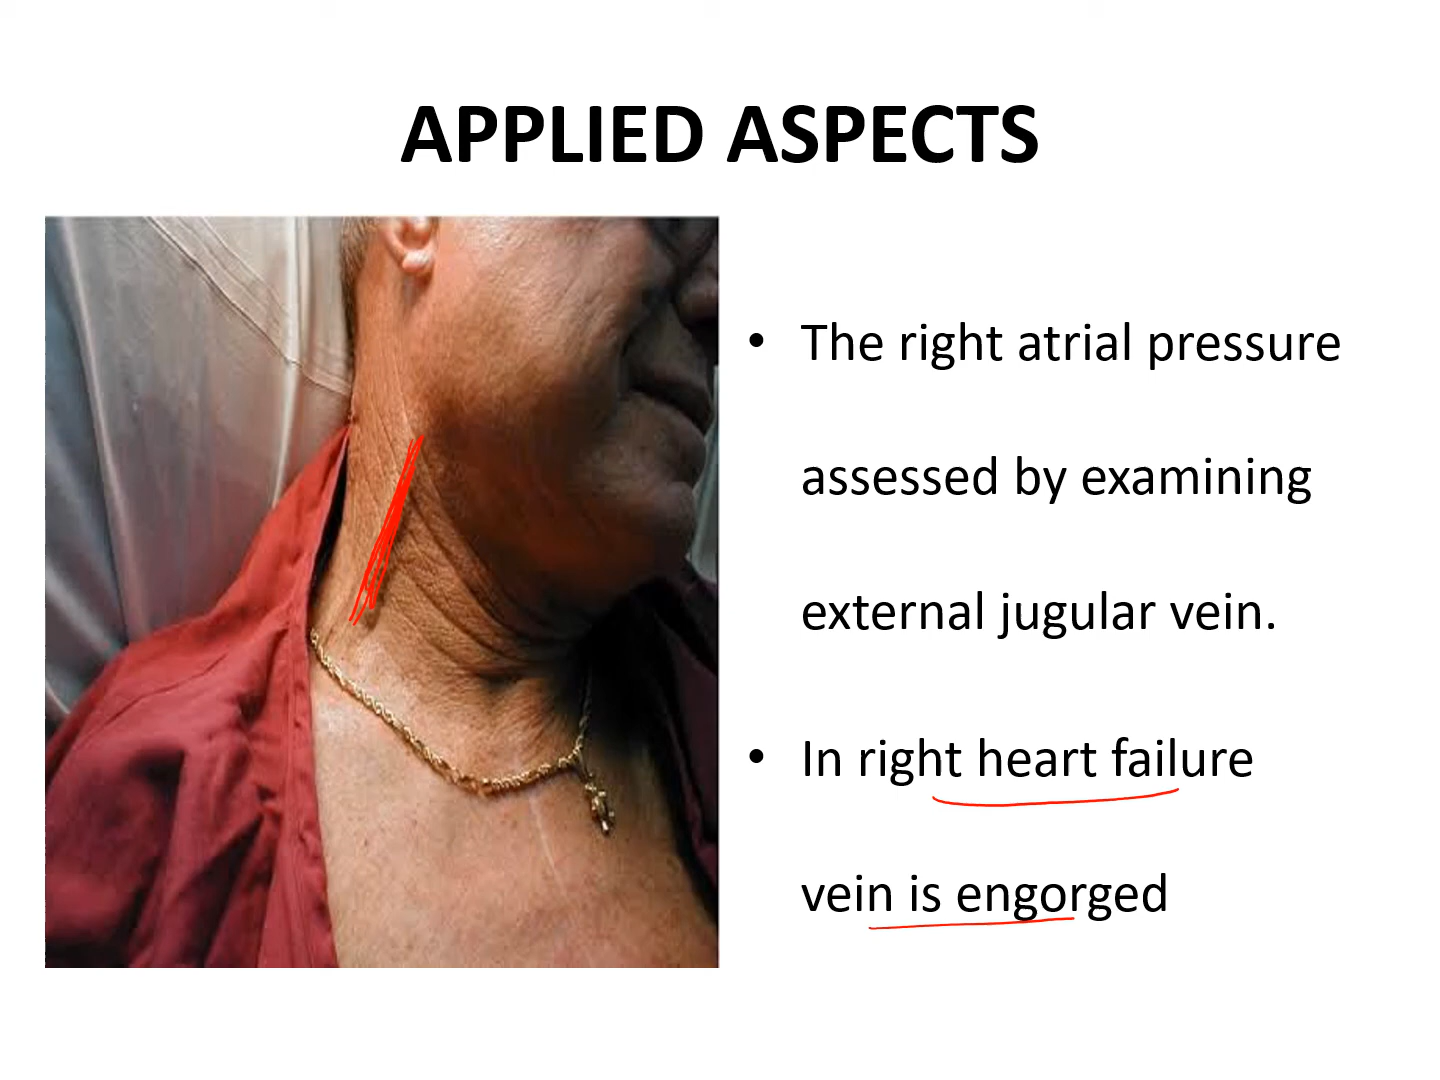 APPLIED ASPECTS
• The right atrial pressure
assessed by examining
external jugular vein.
• In right heart failure
vein is engorged